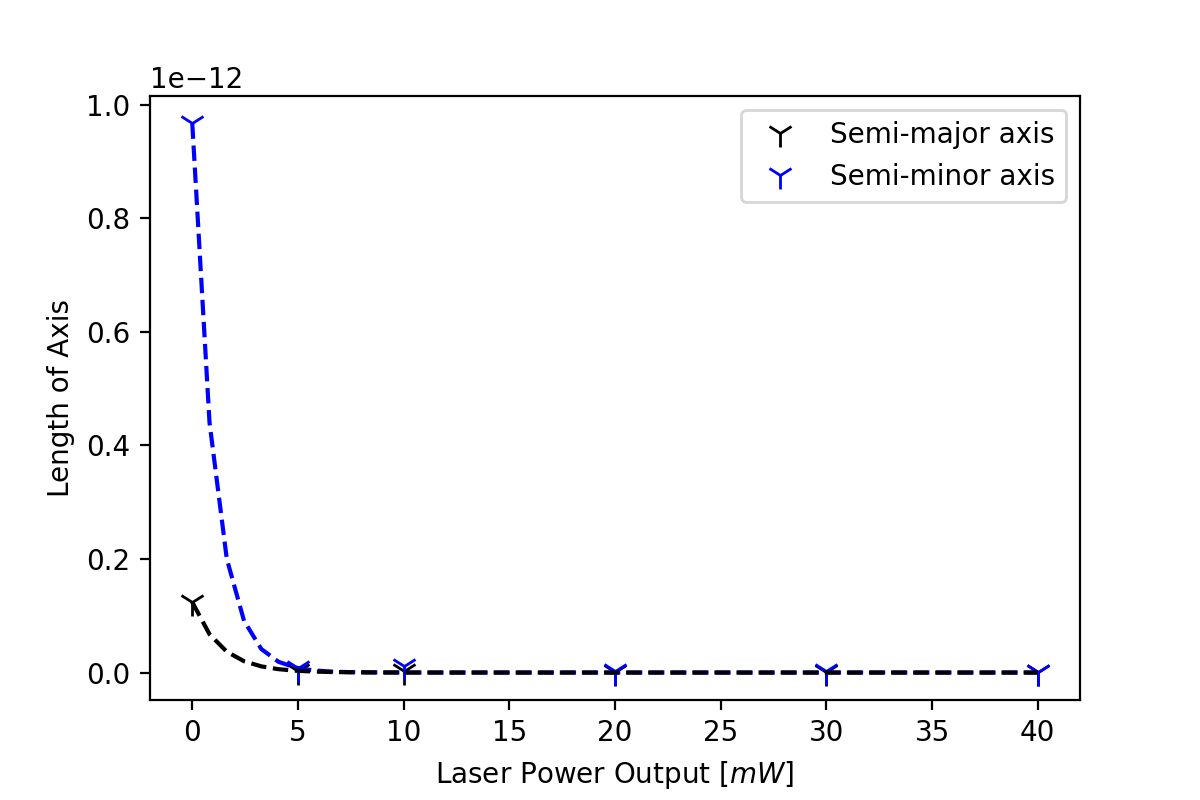 1e−12
1.0
0.8
0.6
0.4
0.2
0.0
Length of Axis
Semi-major axis
Semi-minor axis
0 5 10 15 20 25 30 35 40
Laser Power Output [mW]